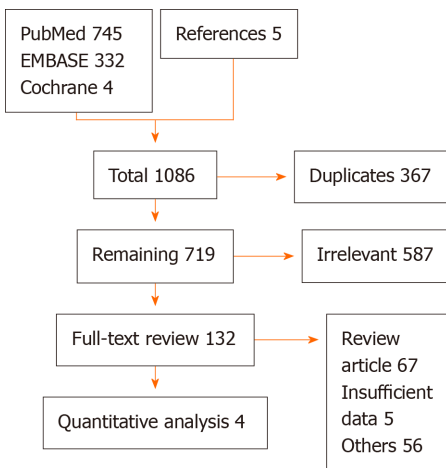 PubMed 745
EMBASE 332
Cochrane 4
References 5
Total 1086
Duplicates 367
Remaining 719
Irrelevant 587
Full-text review 132
Review
article 67
Insufficient
data 5
Others 56
Quantitative analysis 4